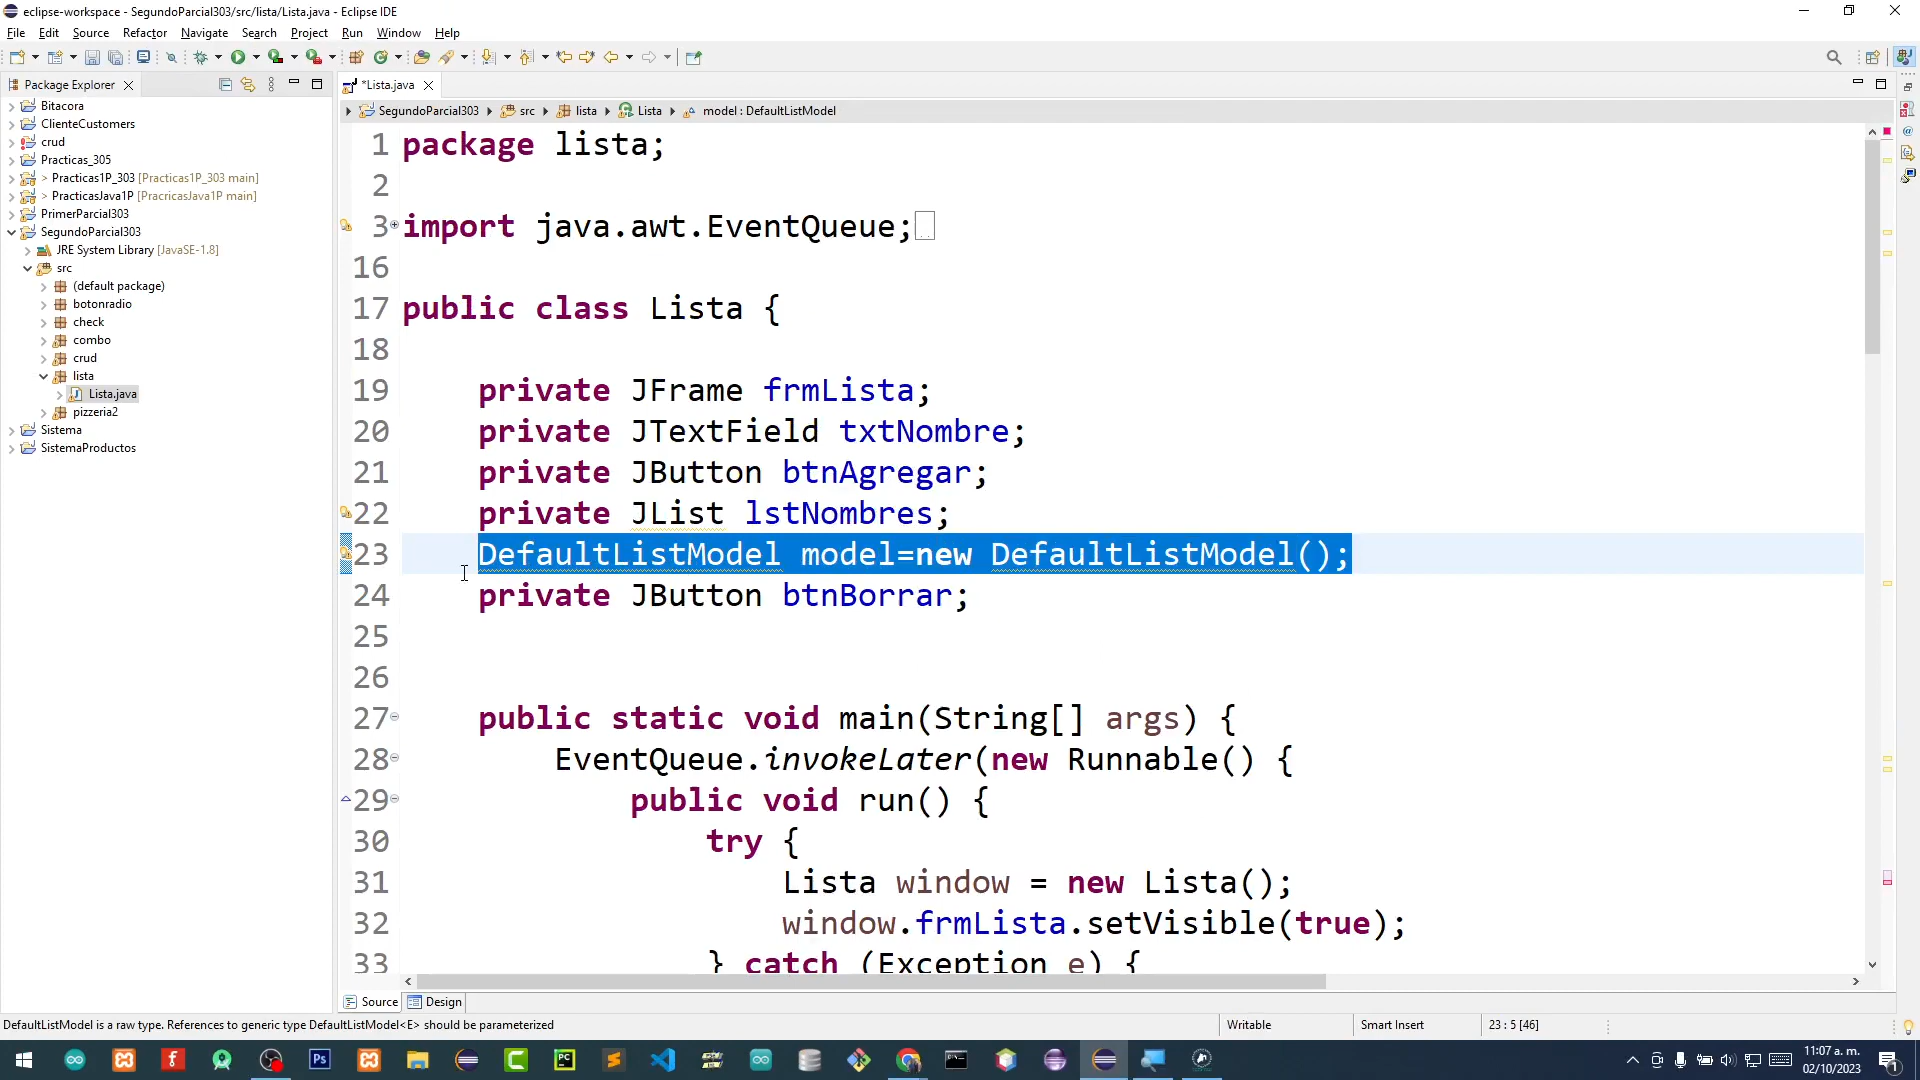 eclipse-workspace - SegundoParcial303/src/lista/Lista.java - Eclipse IDE
File Edit Source Refactor Navigate Search Project Run Window Help
Package Explorer
*Lista.java
SegundoParcial303 src lista Lista model : DefaultListModel
Bitacora
ClienteCustomers
crud
Practicas_305
> Practicas1P_303 [Practicas1P_303 main]
> PracticasJava1P [PracricasJava1P main]
PrimerParcial303
SegundoParcial303
JRE System Library [JavaSE-1.8]
src
(default package)
botonradio
check
combo
crud
lista
Lista.java
pizzeria2
Sistema
SistemaProductos
1 package lista;
2
3 import java.awt.EventQueue;
16
17 public class Lista {
18
19 private JFrame frmLista;
20 private JTextField txtNombre;
21 private JButton btnAgregar;
22 private JList lstNombres;
23 DefaultListModel model=new DefaultListModel();
24 private JButton btnBorrar;
25
26
27 public static void main(String[] args) {
28 EventQueue.invokeLater(new Runnable() {
29 public void run() {
30 try {
31 Lista window = new Lista();
32 window.frmLista.setVisible(true);
33 } catch (Exception e) {
Source Design
DefaultListModel is a raw type. References to generic type DefaultListModel<E> should be parameterized
Writable
Smart Insert
23 : 5 [46]
11:07 a. m.
02/10/2023